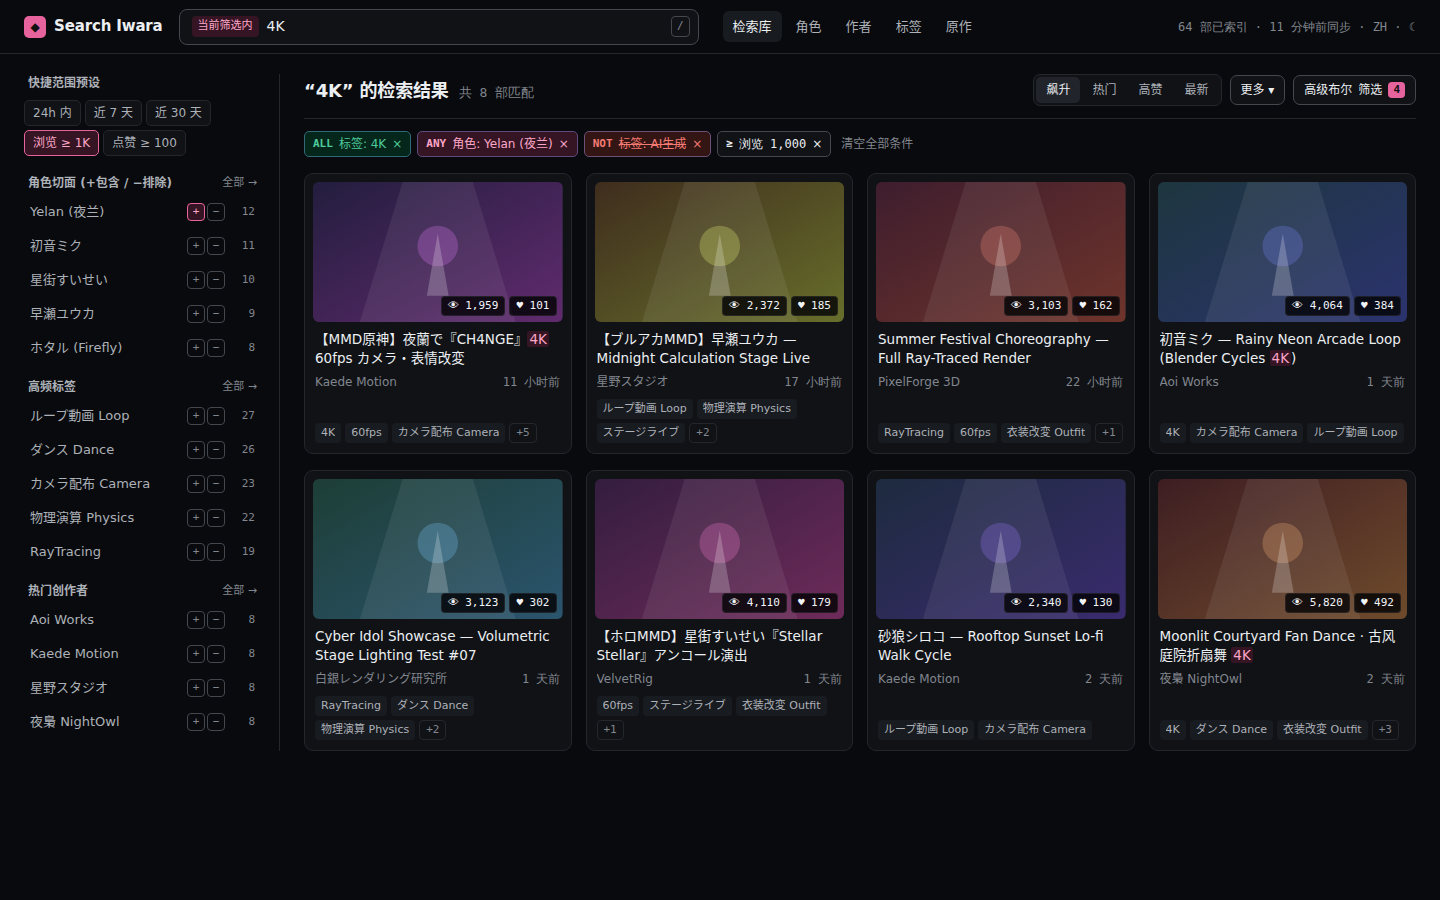 Search Iwara
当前筛选内 4K /
检索库 角色 作者 标签 原作
64 部已索引 · 11 分钟前同步 · ZH · ☾
快捷范围预设
24h 内 近 7 天 近 30 天
浏览 ≥ 1K 点赞 ≥ 100
角色切面 (+包含 / −排除) 全部 →
Yelan (夜兰) + − 12
初音ミク + − 11
星街すいせい + − 10
早瀬ユウカ + − 9
ホタル (Firefly) + − 8
高频标签 全部 →
ループ動画 Loop + − 27
ダンス Dance + − 26
カメラ配布 Camera + − 23
物理演算 Physics + − 22
RayTracing + − 19
热门创作者 全部 →
Aoi Works + − 8
Kaede Motion + − 8
星野スタジオ + − 8
夜梟 NightOwl + − 8
“4K” 的检索结果 共 8 部匹配
飙升 热门 高赞 最新
更多 ▾
高级布尔 筛选 4
ALL 标签: 4K ×
ANY 角色: Yelan (夜兰) ×
NOT 标签: AI生成 ×
≥ 浏览 1,000 ×
清空全部条件
👁 1,959 ♥ 101
【MMD原神】夜蘭で『CH4NGE』4K
60fps カメラ・表情改変
Kaede Motion 11 小时前
4K 60fps カメラ配布 Camera +5
👁 2,372 ♥ 185
【ブルアカMMD】早瀬ユウカ —
Midnight Calculation Stage Live
星野スタジオ 17 小时前
ループ動画 Loop 物理演算 Physics
ステージライブ +2
👁 3,103 ♥ 162
Summer Festival Choreography —
Full Ray-Traced Render
PixelForge 3D 22 小时前
RayTracing 60fps 衣装改変 Outfit +1
👁 4,064 ♥ 384
初音ミク — Rainy Neon Arcade Loop
(Blender Cycles 4K)
Aoi Works 1 天前
4K カメラ配布 Camera ループ動画 Loop
👁 3,123 ♥ 302
Cyber Idol Showcase — Volumetric
Stage Lighting Test #07
白銀レンダリング研究所 1 天前
RayTracing ダンス Dance
物理演算 Physics +2
👁 4,110 ♥ 179
【ホロMMD】星街すいせい『Stellar
Stellar』アンコール演出
VelvetRig 1 天前
60fps ステージライブ 衣装改変 Outfit
+1
👁 2,340 ♥ 130
砂狼シロコ — Rooftop Sunset Lo-fi
Walk Cycle
Kaede Motion 2 天前
ループ動画 Loop カメラ配布 Camera
👁 5,820 ♥ 492
Moonlit Courtyard Fan Dance · 古风
庭院折扇舞 4K
夜梟 NightOwl 2 天前
4K ダンス Dance 衣装改変 Outfit +3